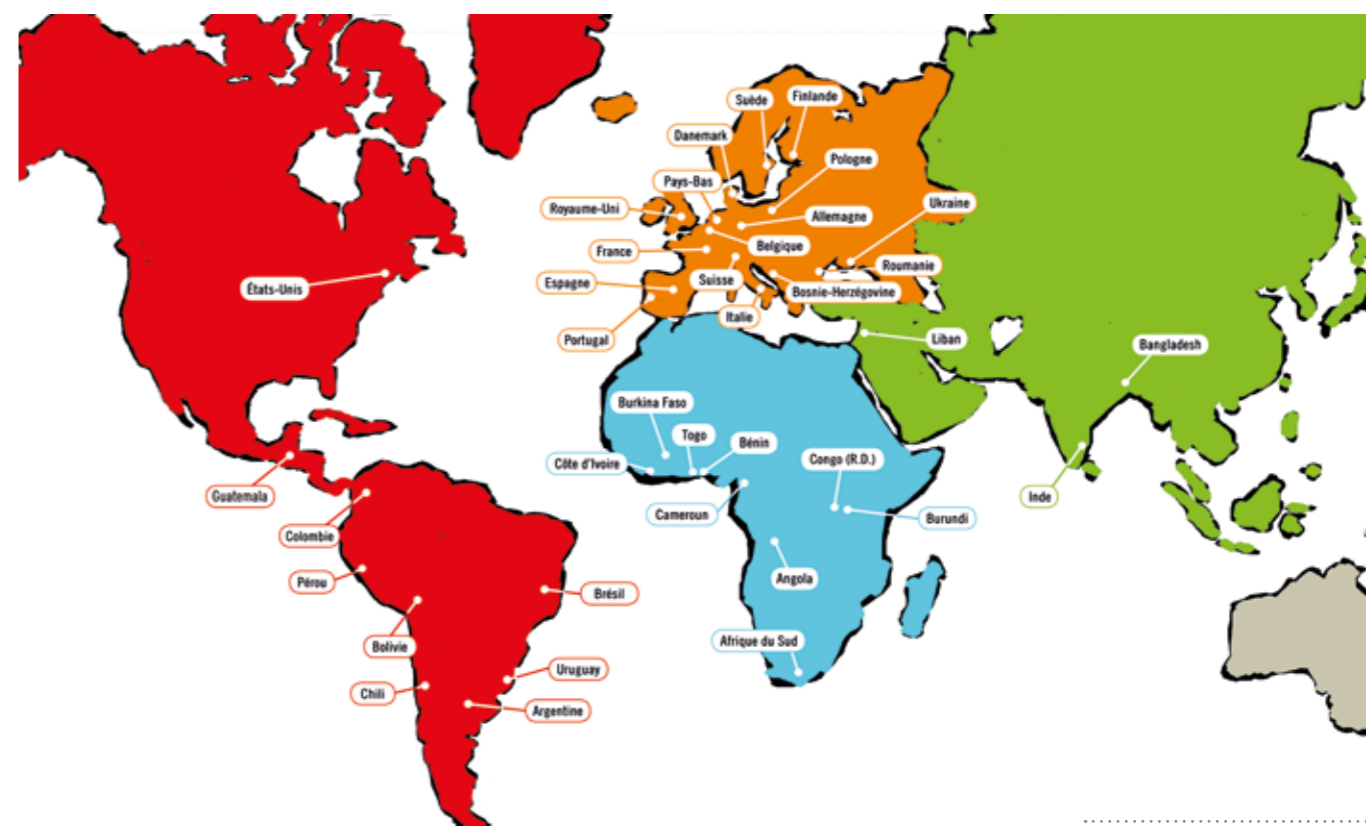 Suède
Finlande
Danemark
Pologne
Pays-Bas
Ukraine
Royaume-Uni
Allemagne
Belgique
France
Roumanie
Suisse
Espagne
Bosnie-Herzégovine
Italie
Portugal
États-Unis
Liban
Bangladesh
Burkina Faso
Togo
Bénin
Côte d'Ivoire
Congo (R.D.)
Guatemala
Inde
Cameroun
Burundi
Colombie
Angola
Pérou
Brésil
Afrique du Sud
Bolivie
Uruguay
Chili
Argentine